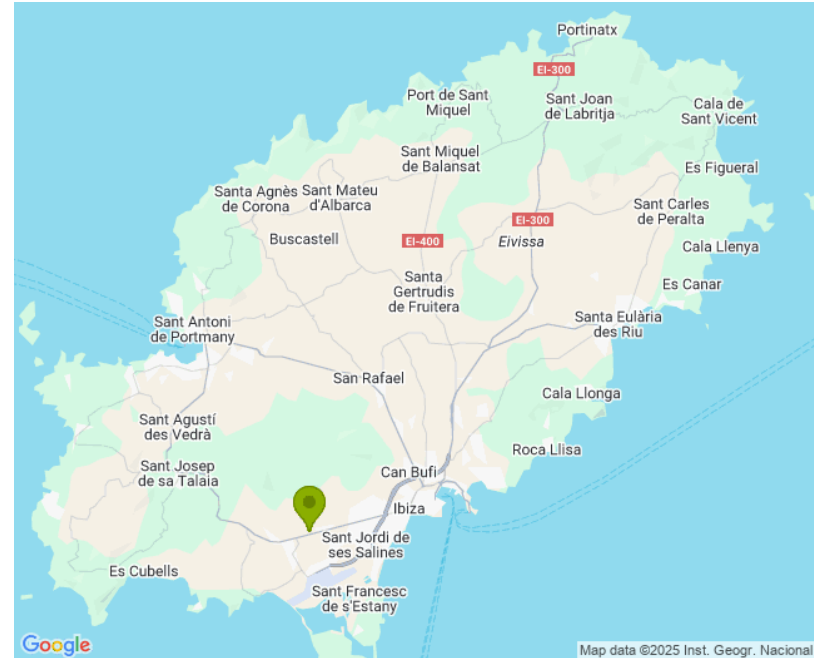 Portinatx
EI-300
Port de Sant
Miquel
Sant Joan
de Labritja
Cala de
Sant Vicent
Sant Miquel
de Balansat
Es Figueral
Santa Agnès
de Corona
Sant Mateu
d'Albarca
Sant Carles
de Peralta
EI-300
Buscastell
EI-400
Eivissa
Cala Llenya
Santa
Gertrudis
de Fruitera
Es Canar
Sant Antoni
de Portmany
Santa Eulària
des Riu
San Rafael
Cala Llonga
Sant Agustí
des Vedrà
Roca Llisa
Sant Josep
de sa Talaia
Can Bufi
Ibiza
Sant Jordi de
ses Salines
Es Cubells
Sant Francesc
de s'Estany
Google
Map data ©2025 Inst. Geogr. Nacional